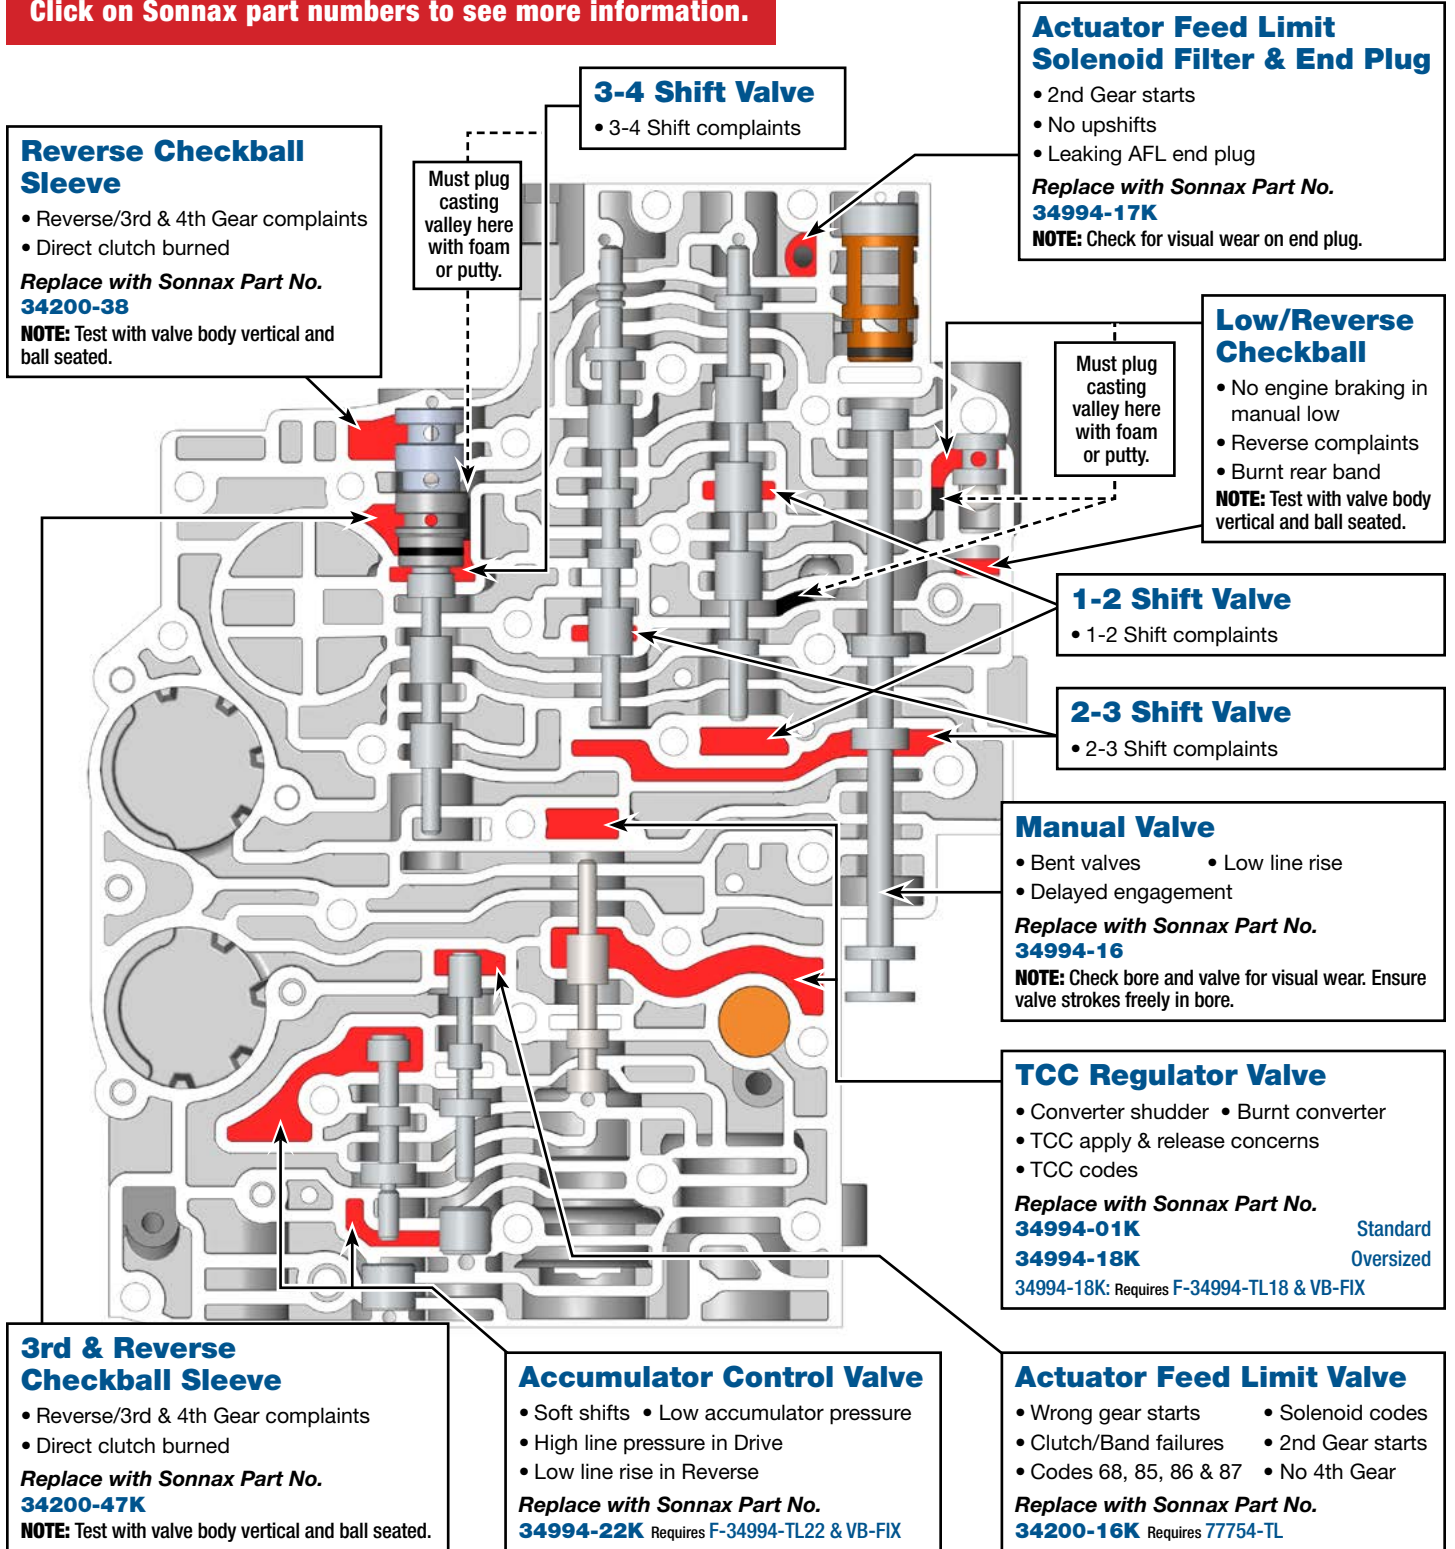 Click on Sonnax part numbers to see more information.
Actuator Feed Limit
Solenoid Filter & End Plug
• 2nd Gear starts
• No upshifts
• Leaking AFL end plug
Replace with Sonnax Part No.
34994-17K
NOTE: Check for visual wear on end plug.
3-4 Shift Valve
• 3-4 Shift complaints
Reverse Checkball
Sleeve
• Reverse/3rd & 4th Gear complaints
• Direct clutch burned
Replace with Sonnax Part No.
34200-38
NOTE: Test with valve body vertical and
ball seated.
Must plug
casting
valley here
with foam
or putty.
Low/Reverse
Checkball
• No engine braking in
manual low
• Reverse complaints
• Burnt rear band
NOTE: Test with valve body
vertical and ball seated.
Must plug
casting
valley here
with foam
or putty.
1-2 Shift Valve
• 1-2 Shift complaints
2-3 Shift Valve
• 2-3 Shift complaints
Manual Valve
• Bent valves • Low line rise
• Delayed engagement
Replace with Sonnax Part No.
34994-16
NOTE: Check bore and valve for visual wear. Ensure
valve strokes freely in bore.
TCC Regulator Valve
• Converter shudder • Burnt converter
• TCC apply & release concerns
• TCC codes
Replace with Sonnax Part No.
34994-01K Standard
34994-18K Oversized
34994-18K: Requires F-34994-TL18 & VB-FIX
3rd & Reverse
Checkball Sleeve
• Reverse/3rd & 4th Gear complaints
• Direct clutch burned
Replace with Sonnax Part No.
34200-47K
NOTE: Test with valve body vertical and ball seated.
Accumulator Control Valve
• Soft shifts • Low accumulator pressure
• High line pressure in Drive
• Low line rise in Reverse
Replace with Sonnax Part No.
34994-22K Requires F-34994-TL22 & VB-FIX
Actuator Feed Limit Valve
• Wrong gear starts • Solenoid codes
• Clutch/Band failures • 2nd Gear starts
• Codes 68, 85, 86 & 87 • No 4th Gear
Replace with Sonnax Part No.
34200-16K Requires 77754-TL